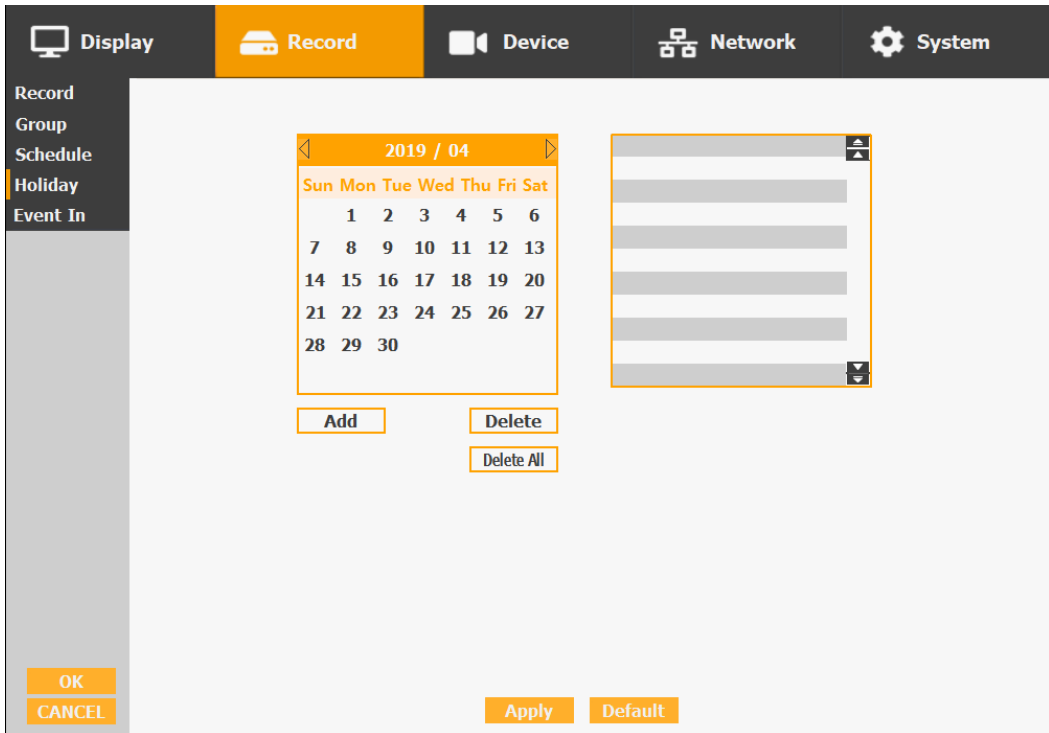 Display Record Device Network System
Record
Group
Schedule
Holiday
Event In
2019 / 04
Sun Mon Tue Wed Thu Fri Sat
1 2 3 4 5 6
7 8 9 10 11 12 13
14 15 16 17 18 19 20
21 22 23 24 25 26 27
28 29 30
Add Delete
Delete All
OK
CANCEL
Apply Default